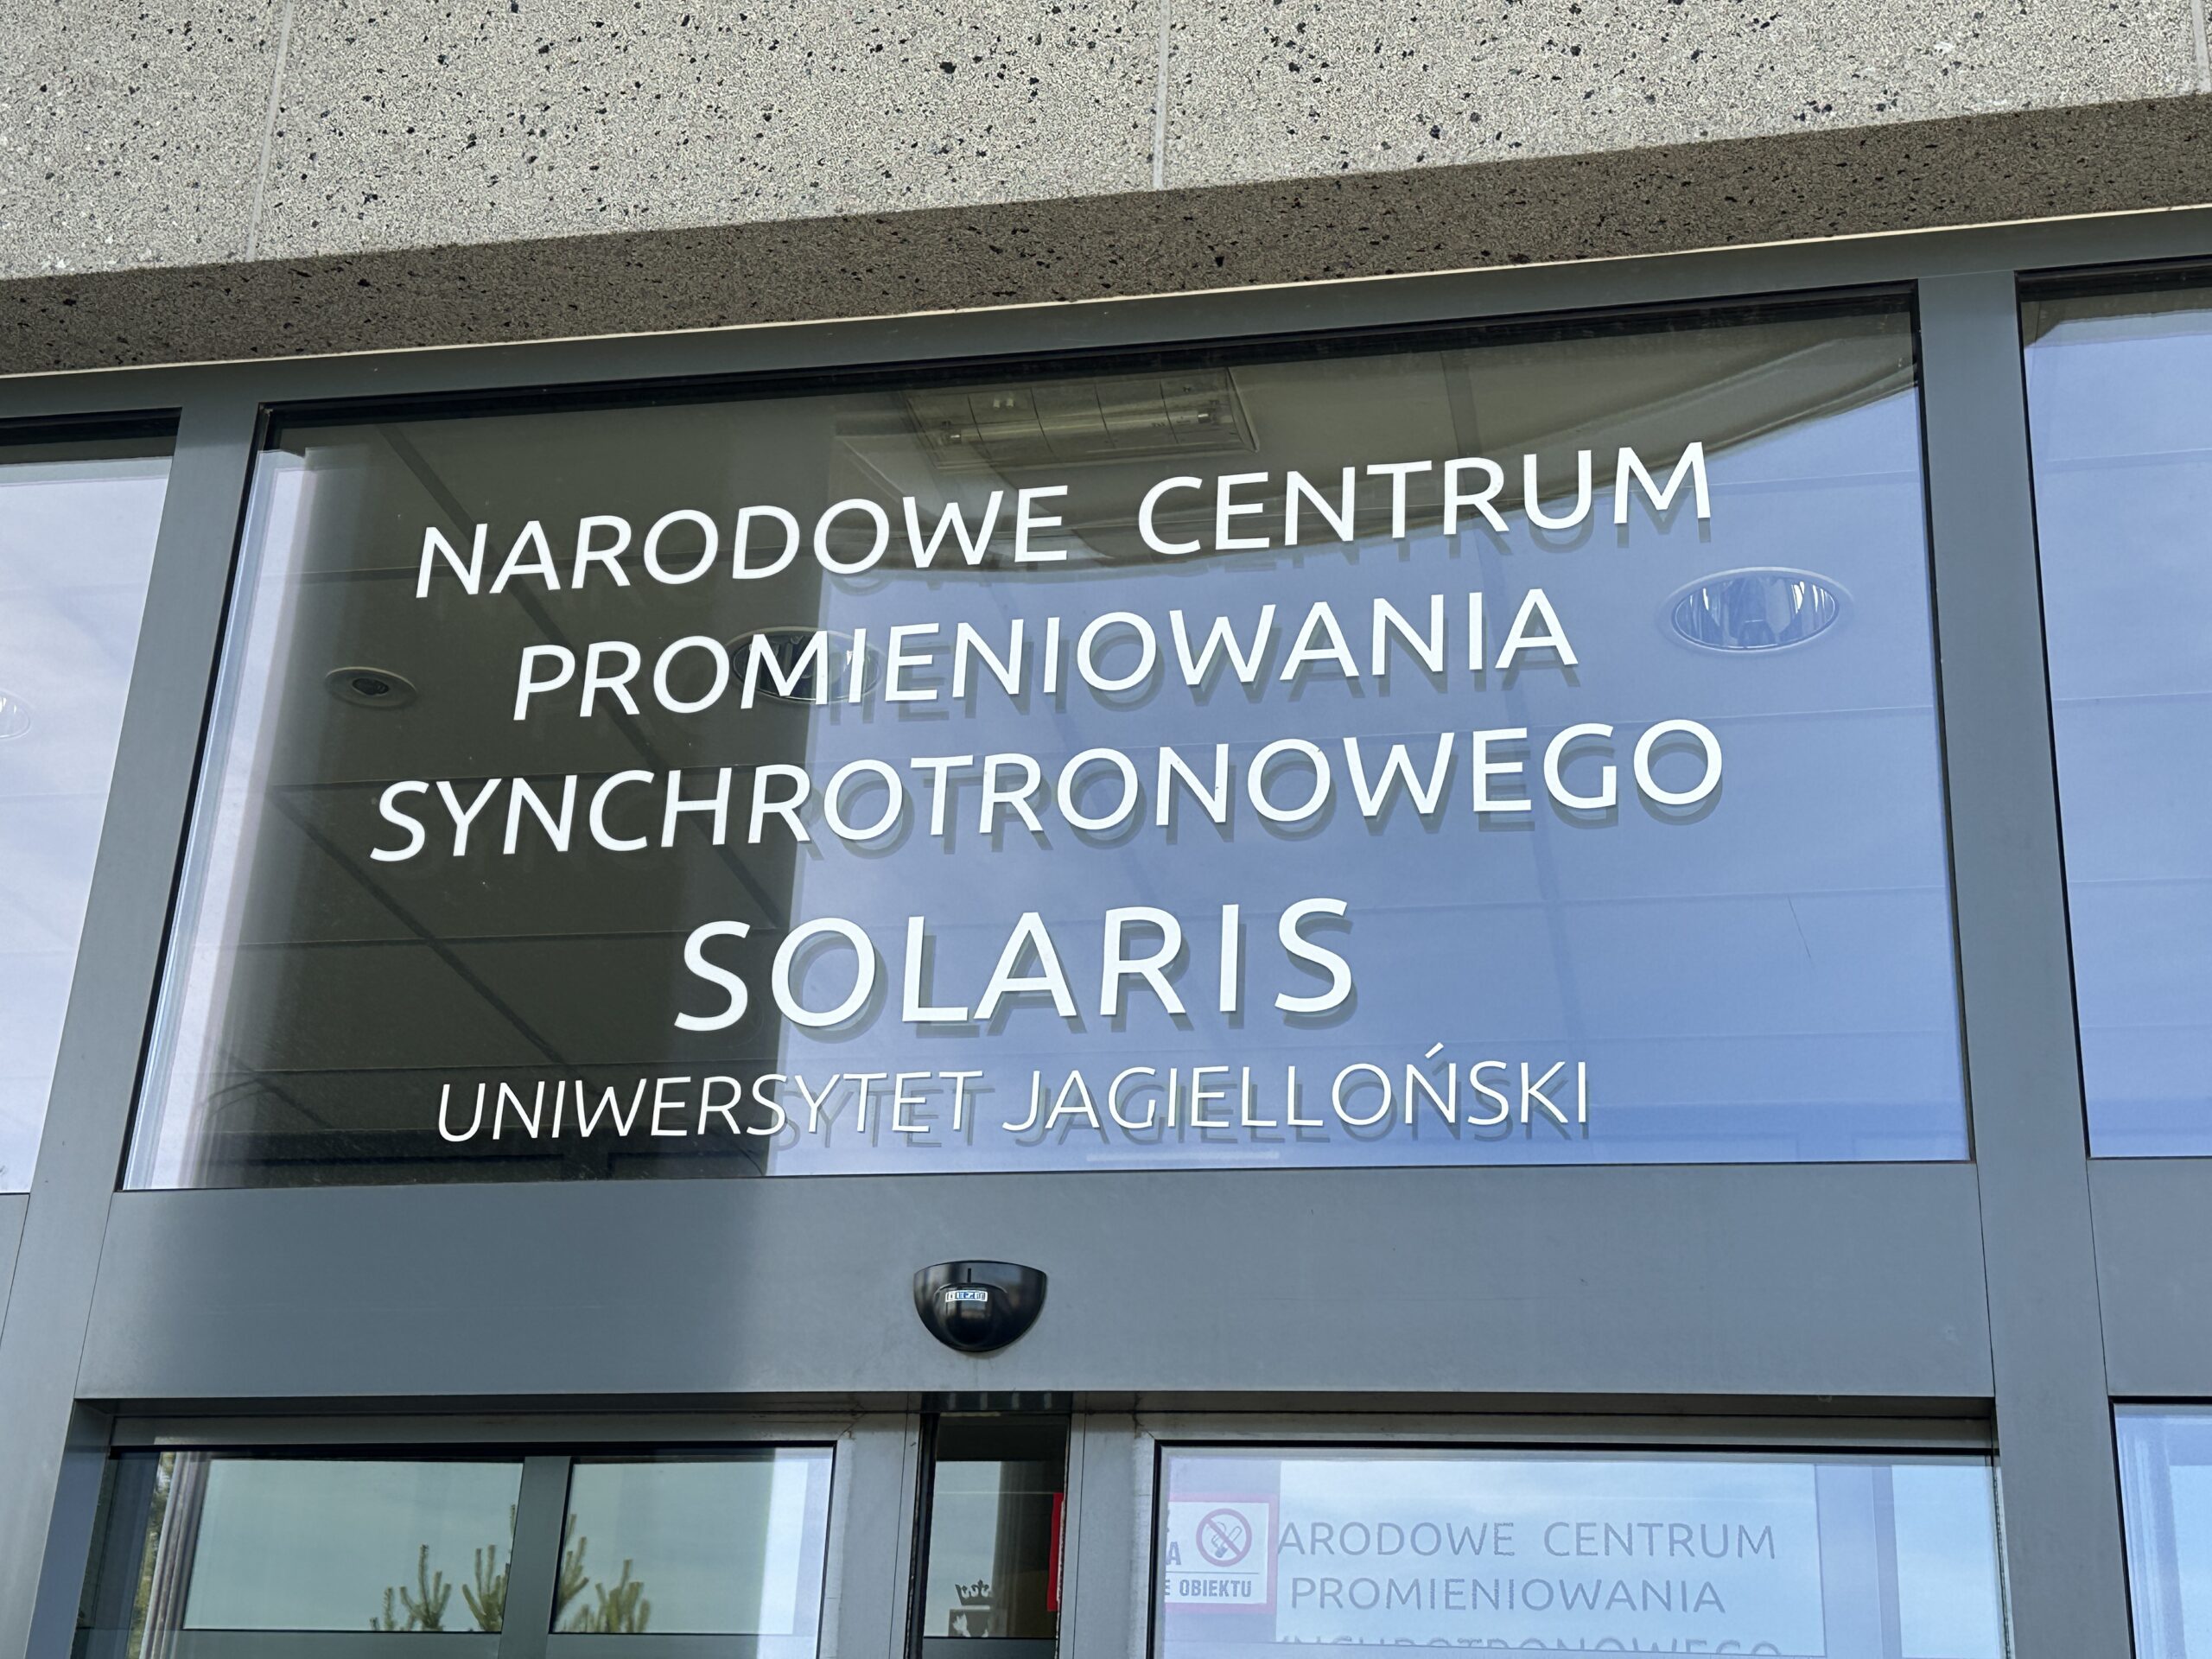 NARODOWE CENTRUM
PROMIENIOWANIA
SYNCHROTRONOWEGO
SOLARIS
UNIWERSYTET JAGIELLOŃSKI
ARODOWE CENTRUM
PROMIENIOWANIA
OBIEKTU